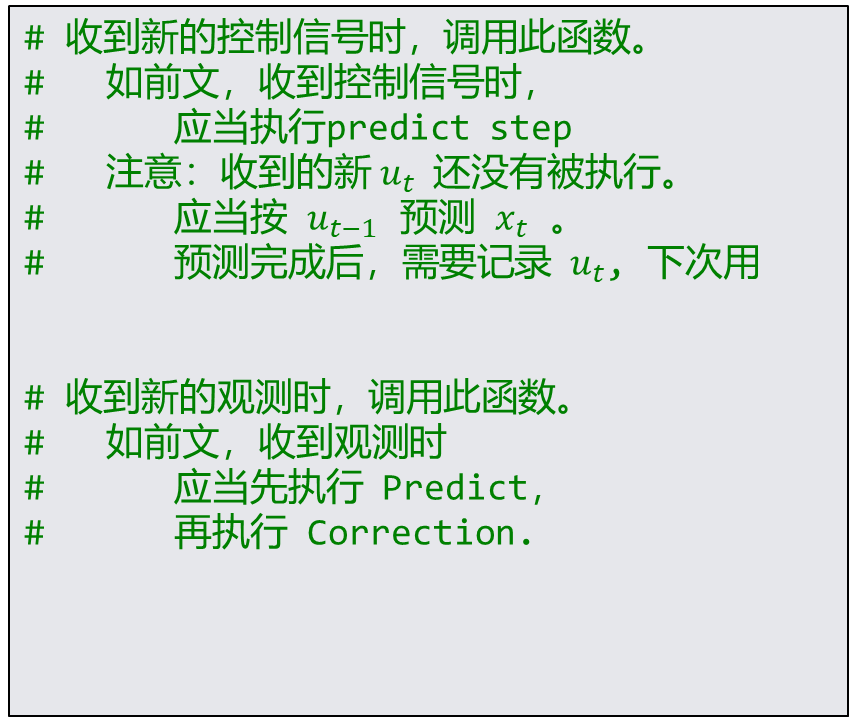 # 收到新的控制信号时，调用此函数。
#   如前文，收到控制信号时，
#       应当执行predict step
#   注意：收到的新 𝑢𝑡 还没有被执行。
#       应当按 𝑢𝑡−1 预测 𝑥𝑡 。
#       预测完成后，需要记录 𝑢𝑡, 下次用
# 收到新的观测时，调用此函数。
#   如前文，收到观测时
#       应当先执行 Predict，
#       再执行 Correction.